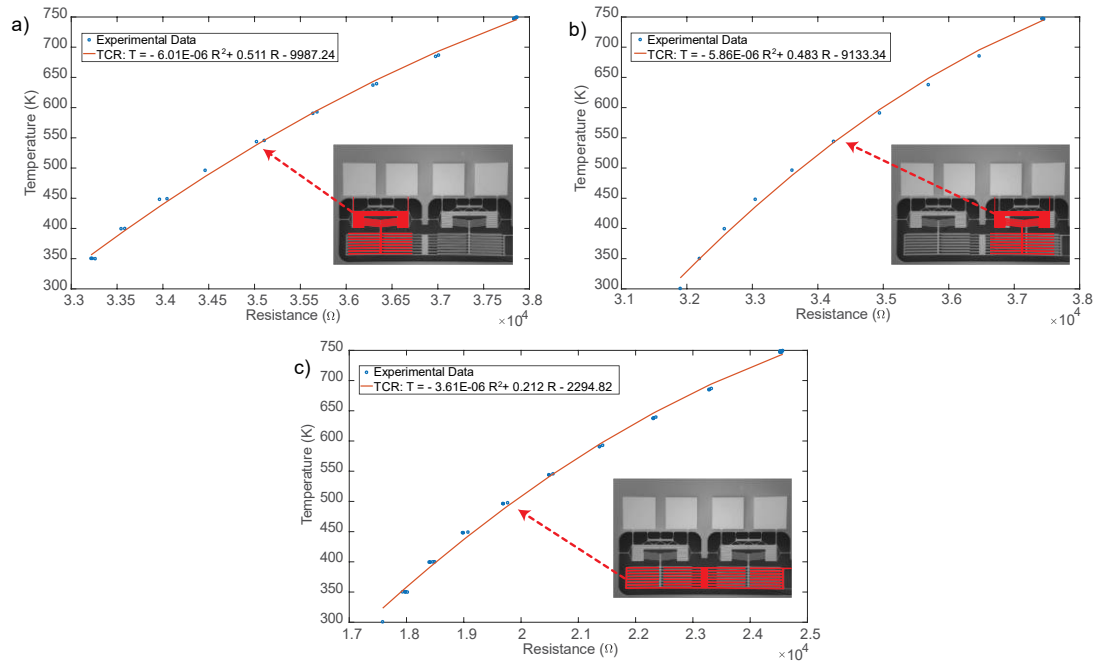 a)
Experimental Data
TCR: T = - 6.01E-06 R²+ 0.511 R - 9987.24
Temperature (K)
750
700
650
600
550
500
450
400
350
300
3.3 3.35 3.4 3.45 3.5 3.55 3.6 3.65 3.7 3.75 3.8
Resistance (Ω)
×10⁴
b)
Experimental Data
TCR: T = - 5.86E-06 R²+ 0.483 R - 9133.34
Temperature (K)
750
700
650
600
550
500
450
400
350
300
3.1 3.2 3.3 3.4 3.5 3.6 3.7 3.8
Resistance (Ω)
×10⁴
c)
Experimental Data
TCR: T = - 3.61E-06 R²+ 0.212 R - 2294.82
Temperature (K)
750
700
650
600
550
500
450
400
350
300
1.7 1.8 1.9 2 2.1 2.2 2.3 2.4 2.5
Resistance (Ω)
×10⁴